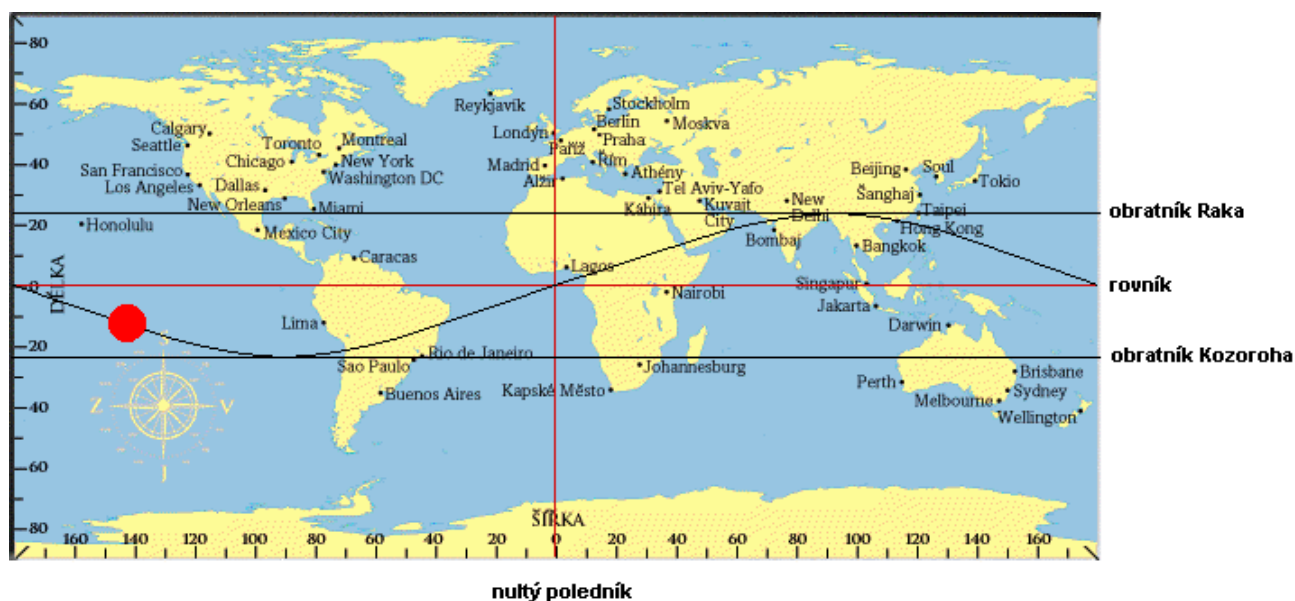 80
60
Reykjavík
Stockholm
Berlín
Moskva
Calgary
Seattle
Toronto
Montreal
Londýn
Praha
Paříž
40
San Francisco
Los Angeles
Chicago
New York
Washington DC
Madrid
Alžír
Řím
Athény
Beijing
Soul
Tokio
Dallas
New Orleans
Miami
Tel Aviv-Yafo
Káhira
Kuvajt
City
New
Delhi
Šanghaj
Taipei
obratník Raka
20
Honolulu
Mexico City
Bombaj
Hong Kong
Bangkok
Caracas
Lagos
DÉLKA
0
Nairobi
Singapur
Jakarta
rovník
Lima
Darwin
20
Rio de Janeiro
Sao Paulo
Johannesburg
obratník Kozoroha
S
Buenos Aires
Kapské Město
Perth
Brisbane
Sydney
Melbourne
Wellington
40
Z
V
J
60
80
ŠÍŘKA
160 140 120 100 80 60 40 20 0 20 40 60 80 100 120 140 160
nultý poledník